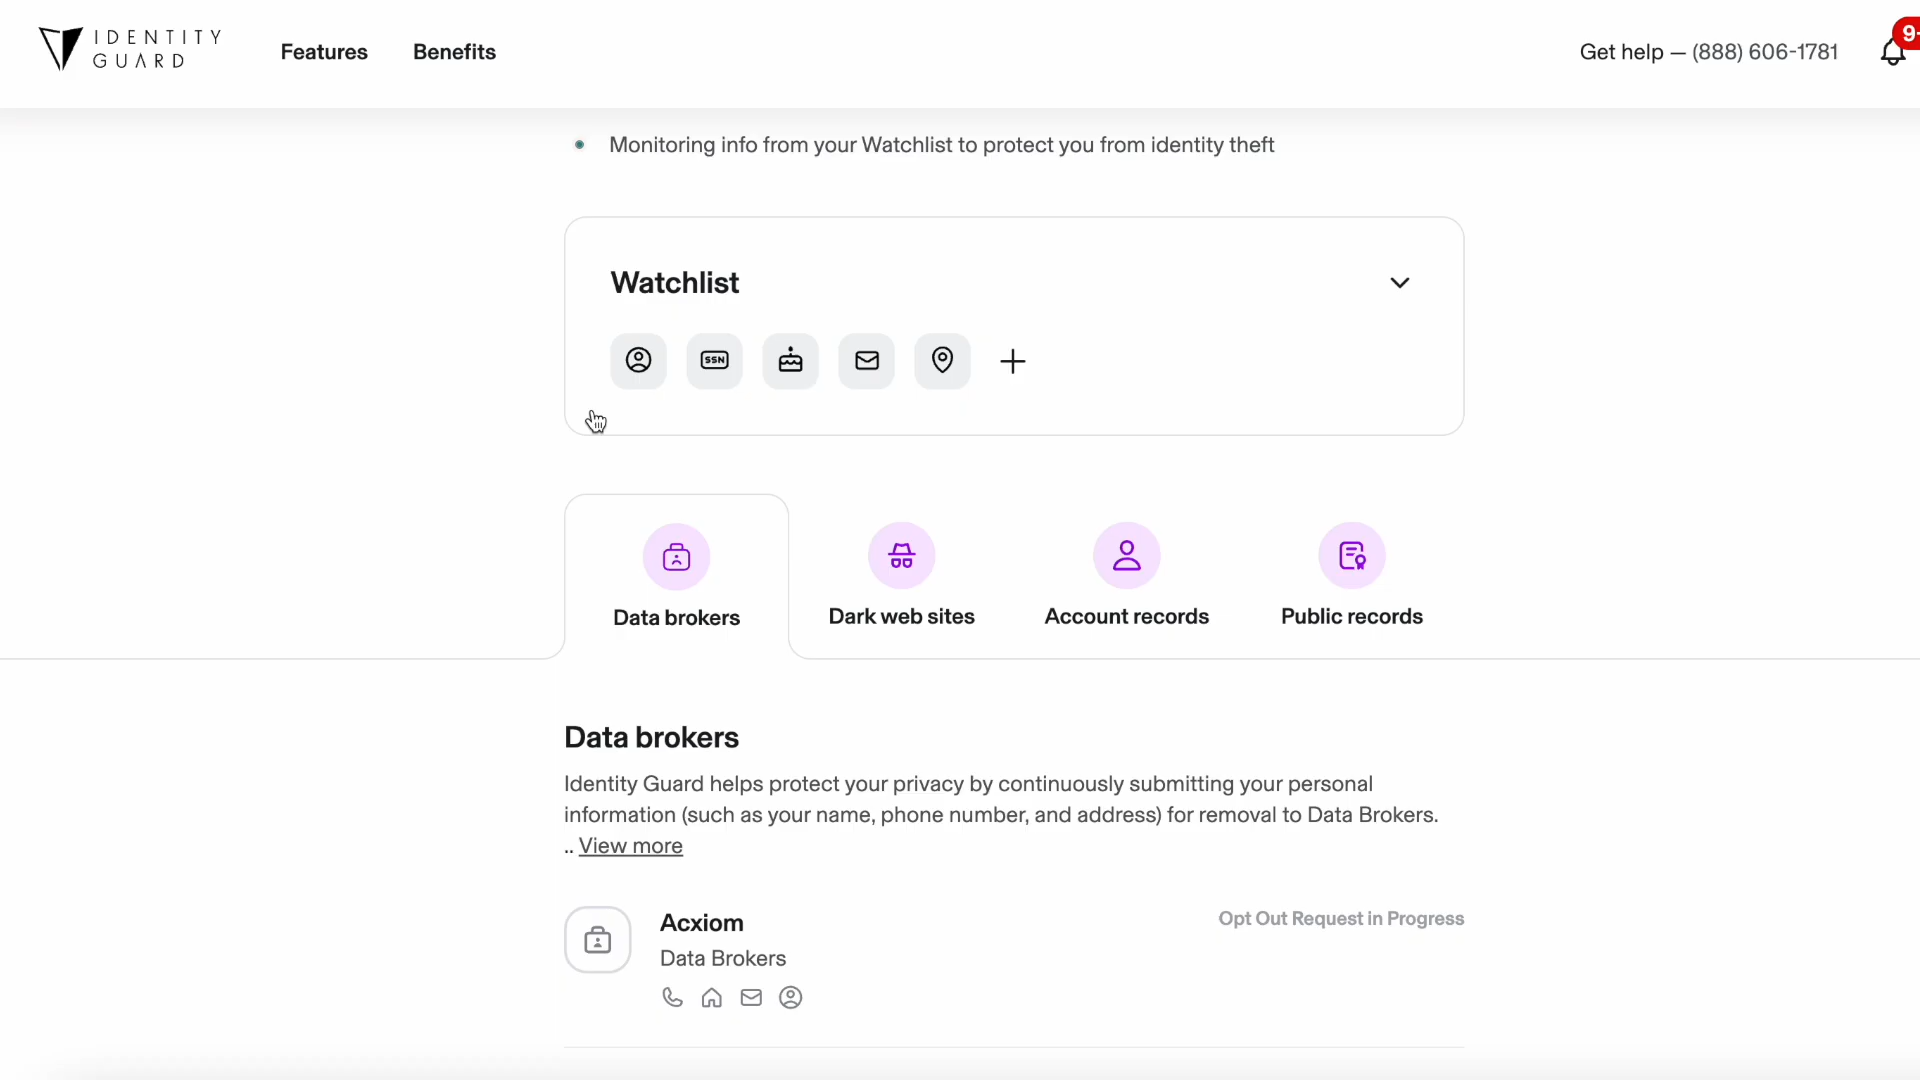 IDENTITY
GUARD
Features
Benefits
Get help — (888) 606-1781
9
Monitoring info from your Watchlist to protect you from identity theft
Watchlist
SSN
Data brokers
Dark web sites
Account records
Public records
Data brokers
Identity Guard helps protect your privacy by continuously submitting your personal
information (such as your name, phone number, and address) for removal to Data Brokers.
.. View more
Acxiom
Opt Out Request in Progress
Data Brokers